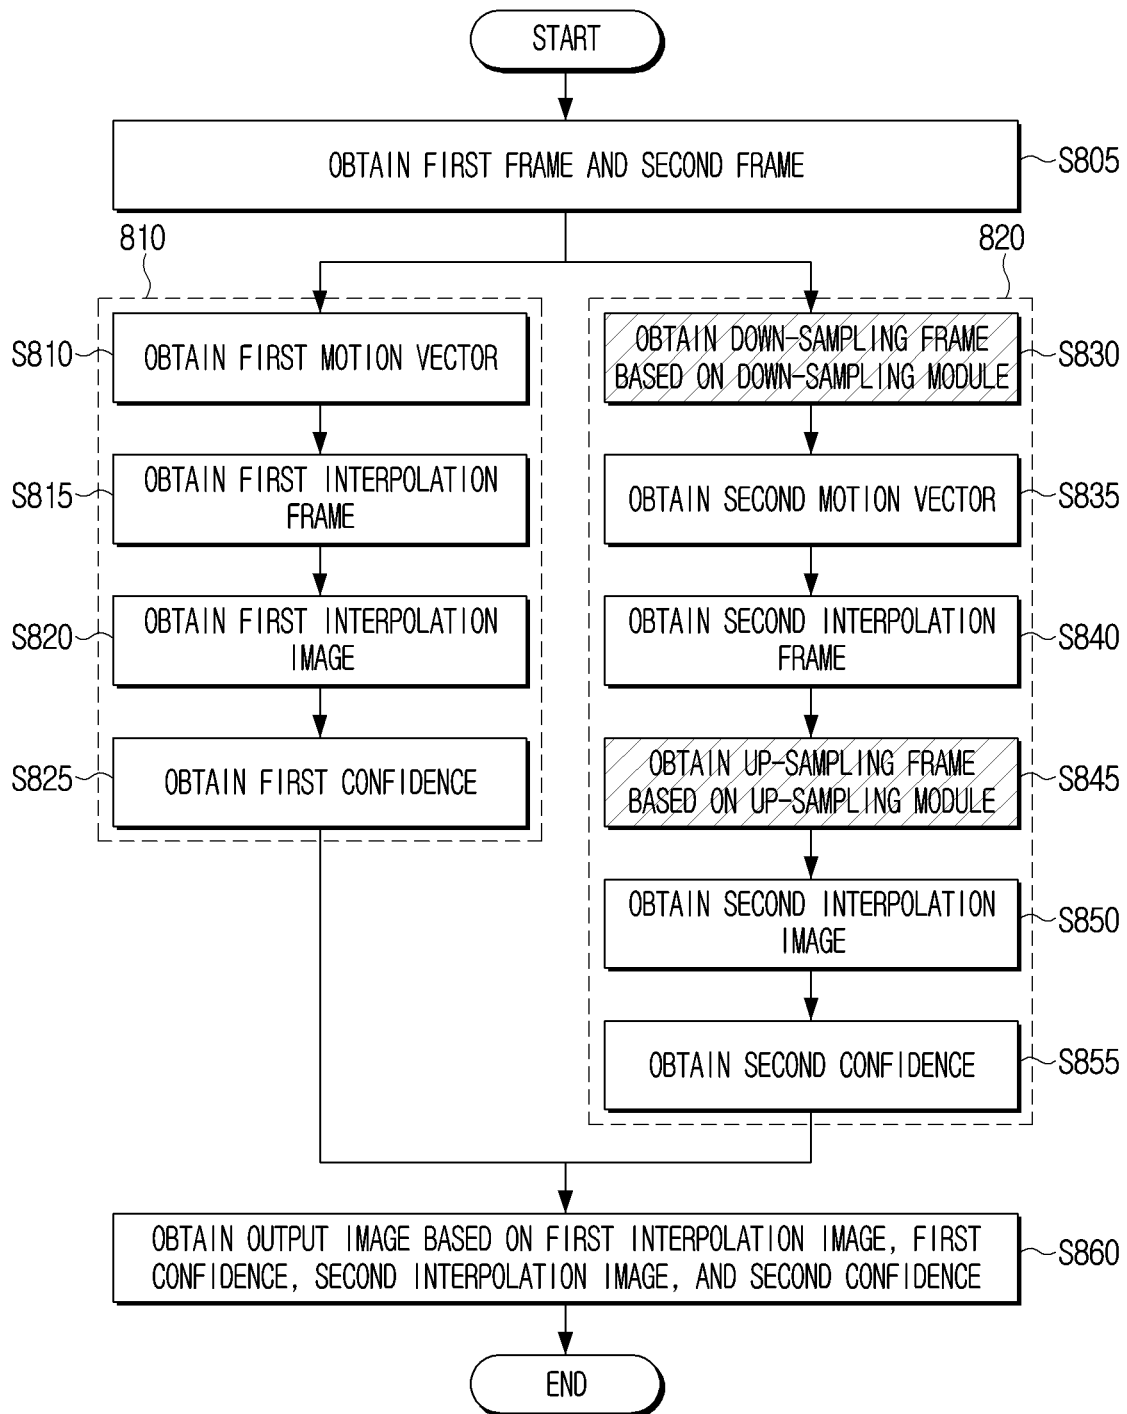 START
OBTAIN FIRST FRAME AND SECOND FRAME
S805
810
820
S810
OBTAIN FIRST MOTION VECTOR
S815
OBTAIN FIRST INTERPOLATION
FRAME
S820
OBTAIN FIRST INTERPOLATION
IMAGE
S825
OBTAIN FIRST CONFIDENCE
OBTAIN DOWN-SAMPLING FRAME
BASED ON DOWN-SAMPLING MODULE
S830
OBTAIN SECOND MOTION VECTOR
S835
OBTAIN SECOND INTERPOLATION
FRAME
S840
OBTAIN UP-SAMPLING FRAME
BASED ON UP-SAMPLING MODULE
S845
OBTAIN SECOND INTERPOLATION
IMAGE
S850
OBTAIN SECOND CONFIDENCE
S855
OBTAIN OUTPUT IMAGE BASED ON FIRST INTERPOLATION IMAGE, FIRST
CONFIDENCE, SECOND INTERPOLATION IMAGE, AND SECOND CONFIDENCE
S860
END